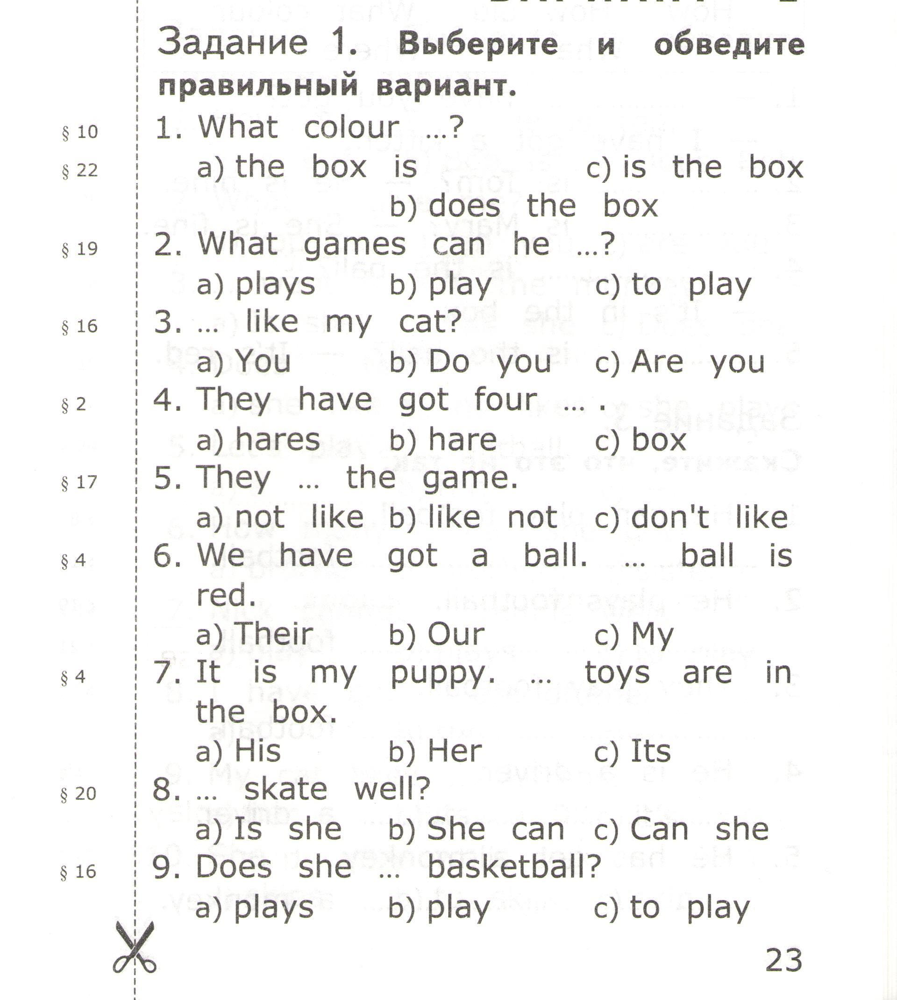 Задание 1. Выберите и обведите
правильный вариант.
§ 10 1. What colour ...?
§ 22 a) the box is c) is the box
b) does the box
§ 19 2. What games can he ...?
a) plays b) play c) to play
§ 16 3. ... like my cat?
a) You b) Do you c) Are you
§ 2 4. They have got four ... .
a) hares b) hare c) box
§ 17 5. They ... the game.
a) not like b) like not c) don't like
§ 4 6. We have got a ball. ... ball is
red.
a) Their b) Our c) My
§ 4 7. It is my puppy. ... toys are in
the box.
a) His b) Her c) Its
§ 20 8. ... skate well?
a) Is she b) She can c) Can she
§ 16 9. Does she ... basketball?
a) plays b) play c) to play
23